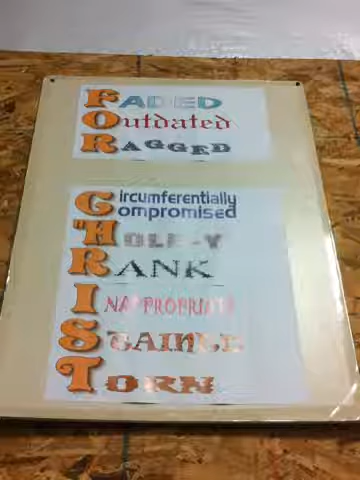 FADED
Outdated
RAGGED
Circumferentially
Compromised
"HOLE-Y
RANK
INAPPROPRIATE
STAINED
TORN